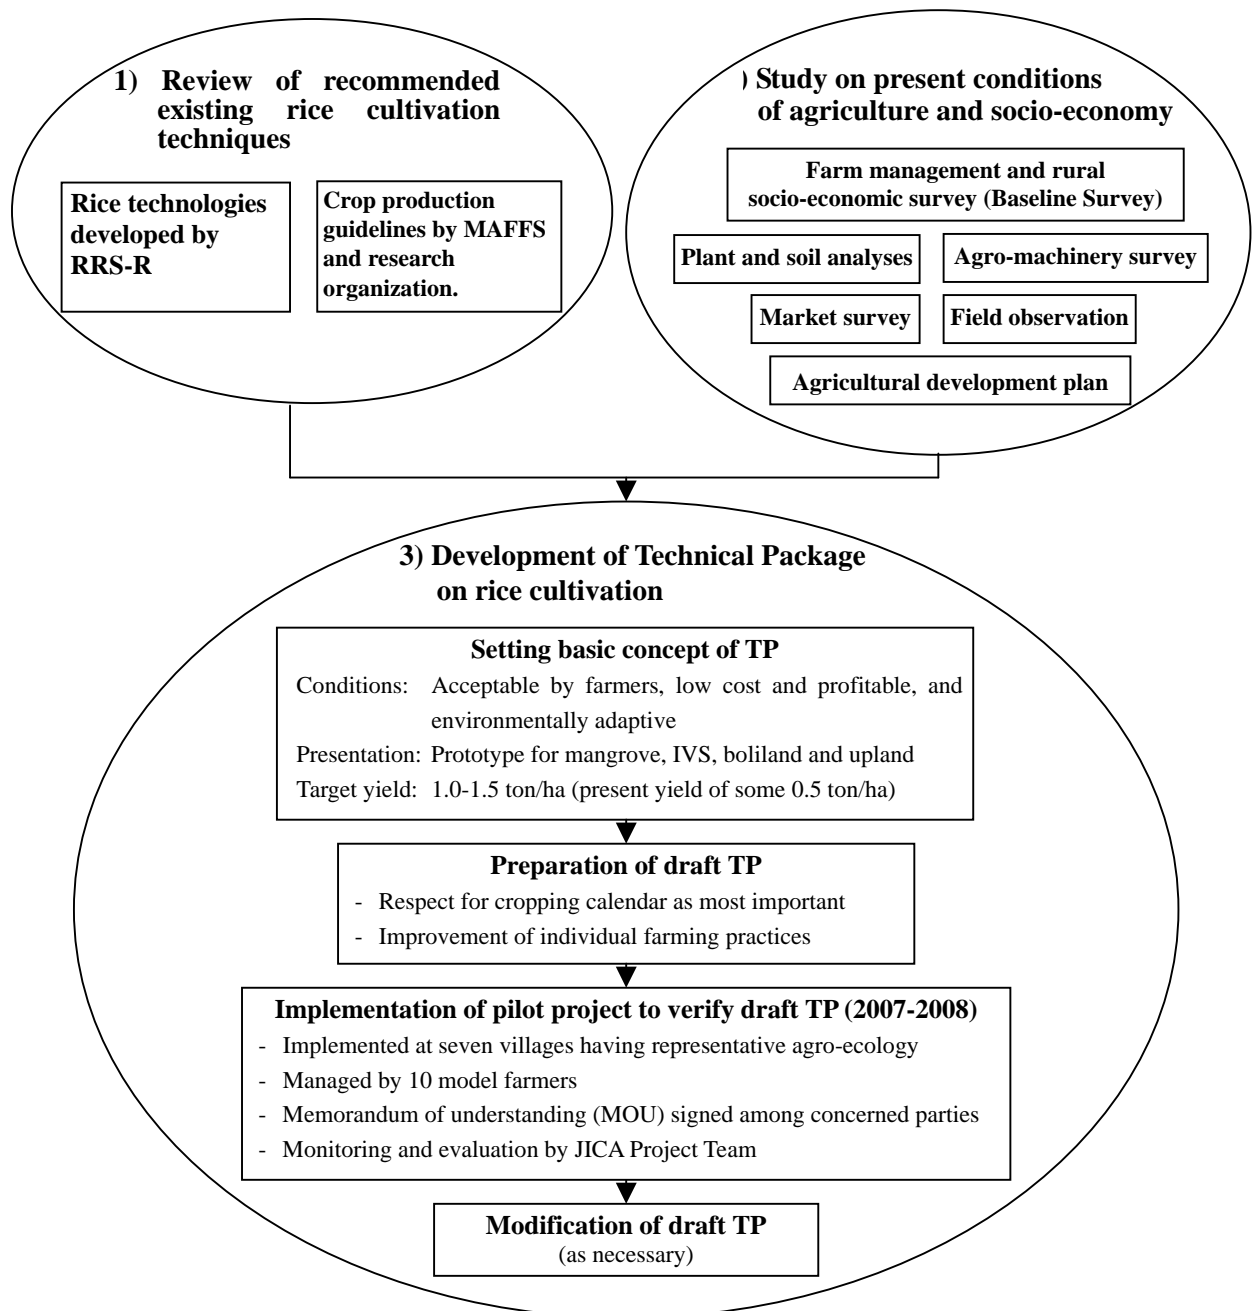 1) Review of recommended
existing rice cultivation
techniques
Rice technologies
developed by
RRS-R
Crop production
guidelines by MAFFS
and research
organization.
) Study on present conditions
of agriculture and socio-economy
Farm management and rural
socio-economic survey (Baseline Survey)
Plant and soil analyses
Agro-machinery survey
Market survey
Field observation
Agricultural development plan
3) Development of Technical Package
on rice cultivation
Setting basic concept of TP
Conditions: Acceptable by farmers, low cost and profitable, and
environmentally adaptive
Presentation: Prototype for mangrove, IVS, boliland and upland
Target yield: 1.0-1.5 ton/ha (present yield of some 0.5 ton/ha)
Preparation of draft TP
- Respect for cropping calendar as most important
- Improvement of individual farming practices
Implementation of pilot project to verify draft TP (2007-2008)
- Implemented at seven villages having representative agro-ecology
- Managed by 10 model farmers
- Memorandum of understanding (MOU) signed among concerned parties
- Monitoring and evaluation by JICA Project Team
Modification of draft TP
(as necessary)